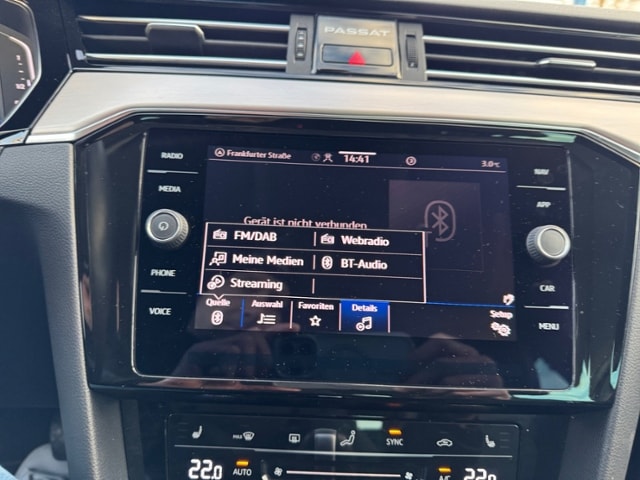 PASSAT
RADIO
MEDIA
PHONE
VOICE
NAV
APP
CAR
MENU
Frankfurter Straße 14:41 3.0°C
Gerät ist nicht verbunden
FM/DAB Webradio
Meine Medien BT-Audio
Streaming
Quelle Auswahl Favoriten Details Setup
MAX SYNC
22.0 AUTO A/C 22.0